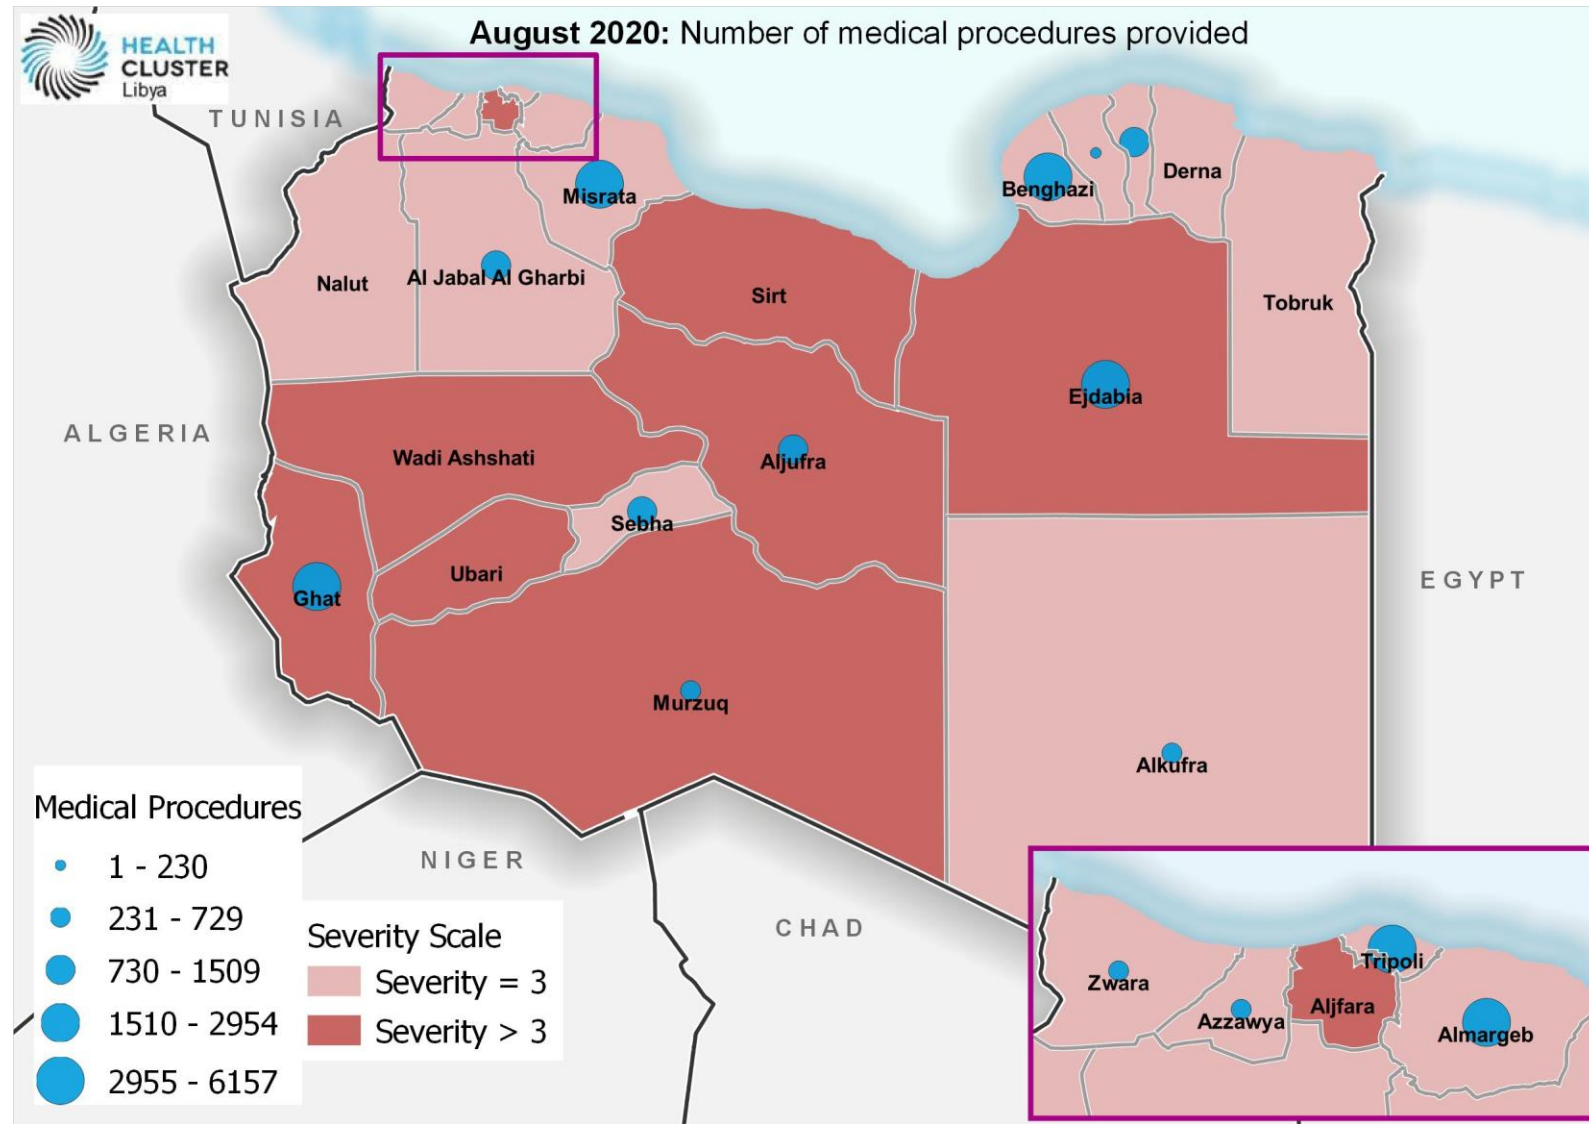 August 2020: Number of medical procedures provided
HEALTH
CLUSTER
Libya
TUNISIA
Misrata
Benghazi
Derna
Nalut
Al Jabal Al Gharbi
Sirt
Tobruk
Ejdabia
ALGERIA
Wadi Ashshati
Aljufra
Sebha
Ubari
Ghat
EGYPT
Murzuq
Alkufra
NIGER
CHAD
Medical Procedures
1 - 230
231 - 729
730 - 1509
1510 - 2954
2955 - 6157
Severity Scale
Severity = 3
Severity > 3
Tripoli
Zwara
Azzawya
Aljfara
Almargeb